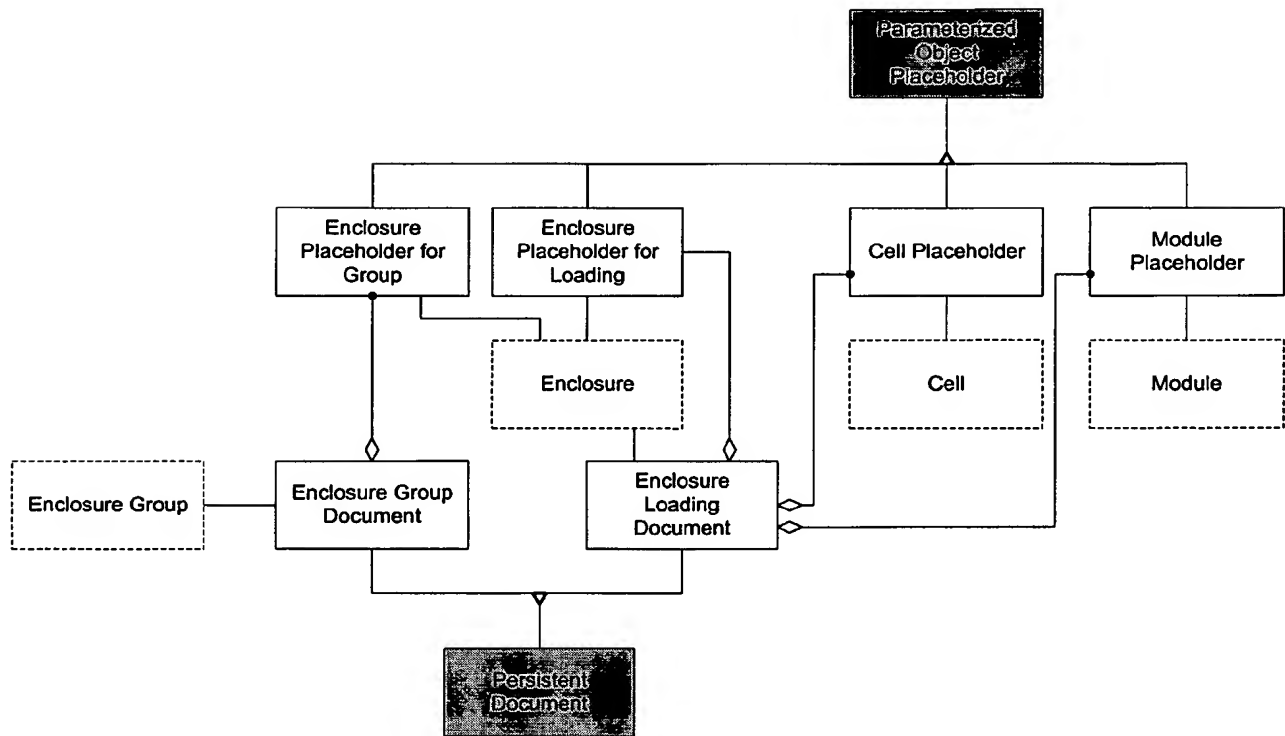 Parameterized
Object
Placeholder
Enclosure
Placeholder for
Group
Enclosure
Placeholder for
Loading
Cell Placeholder
Module
Placeholder
Enclosure
Cell
Module
Enclosure Group
Enclosure Group
Document
Enclosure
Loading
Document
Persistent
Document